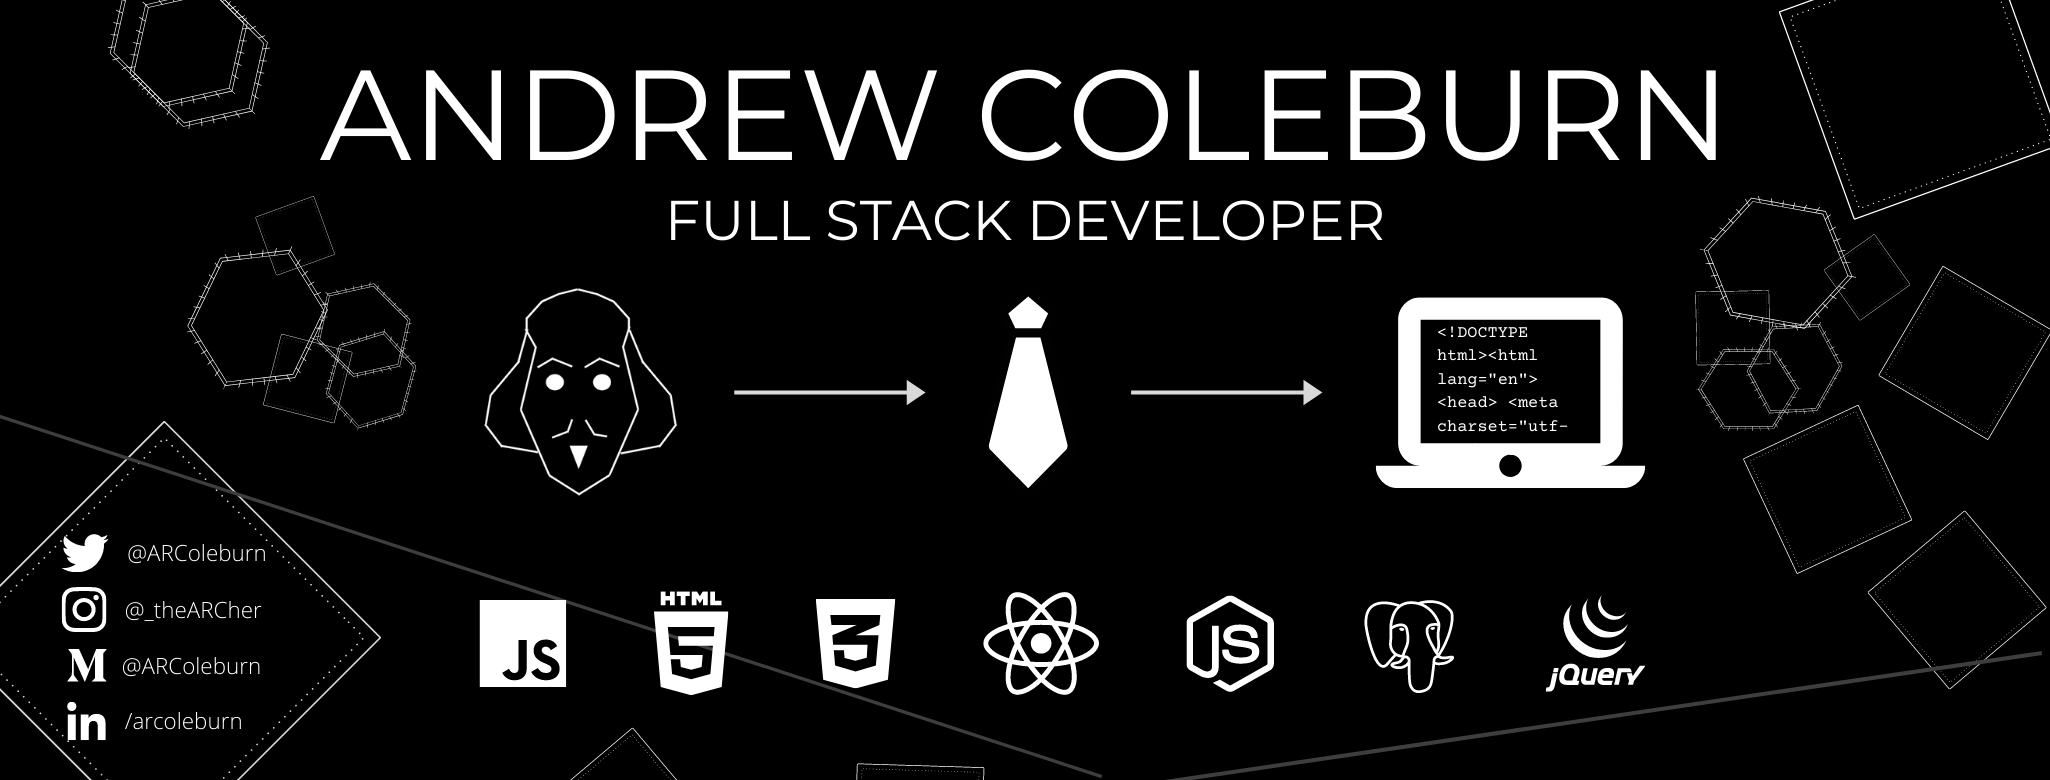 ANDREW COLEBURN
FULL STACK DEVELOPER
<!DOCTYPE
html><html
lang="en">
<head> <meta
charset="utf-
@ARColeburn
@_theARCher
M @ARColeburn
in /arcoleburn
JS
HTML
5
3
JS
jQuery